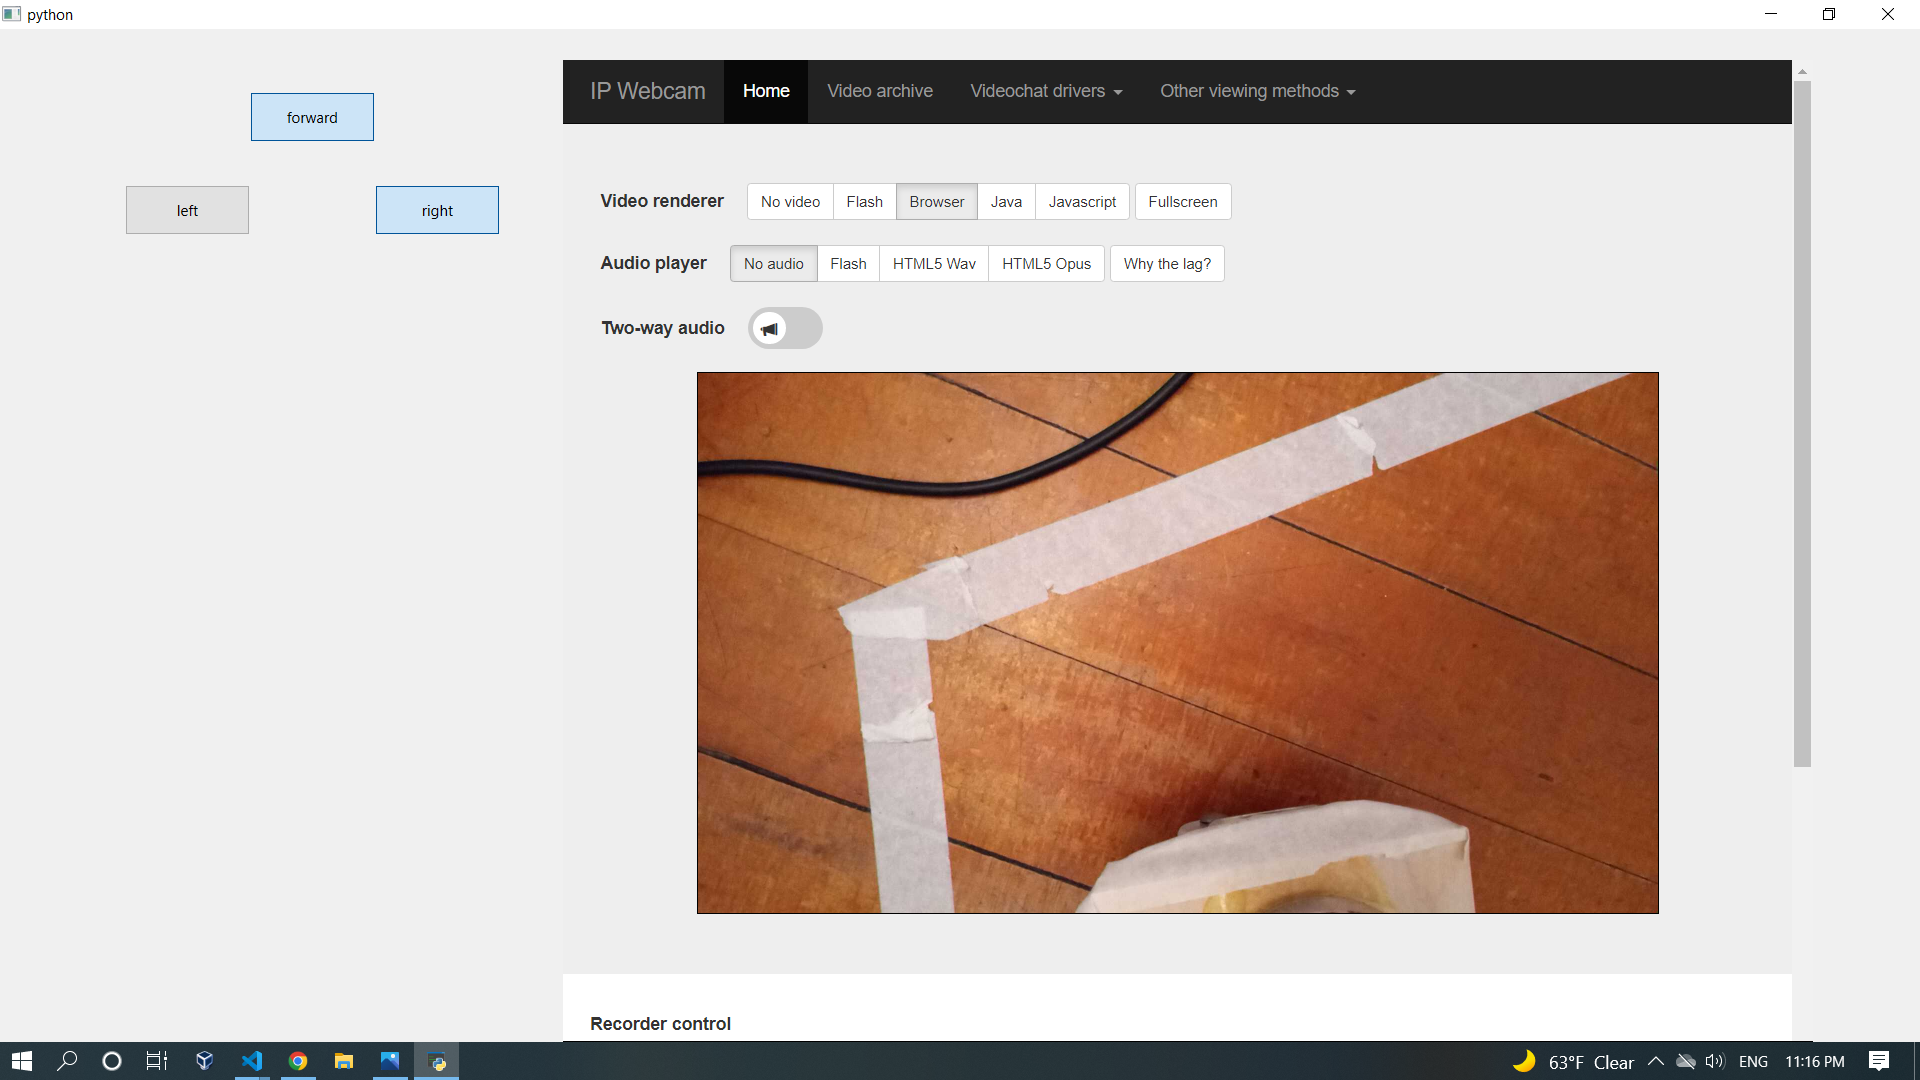 python
forward
left
right
IP Webcam Home Video archive Videochat drivers Other viewing methods
Video renderer No video Flash Browser Java Javascript Fullscreen
Audio player No audio Flash HTML5 Wav HTML5 Opus Why the lag?
Two-way audio
Recorder control
63°F Clear ENG 11:16 PM